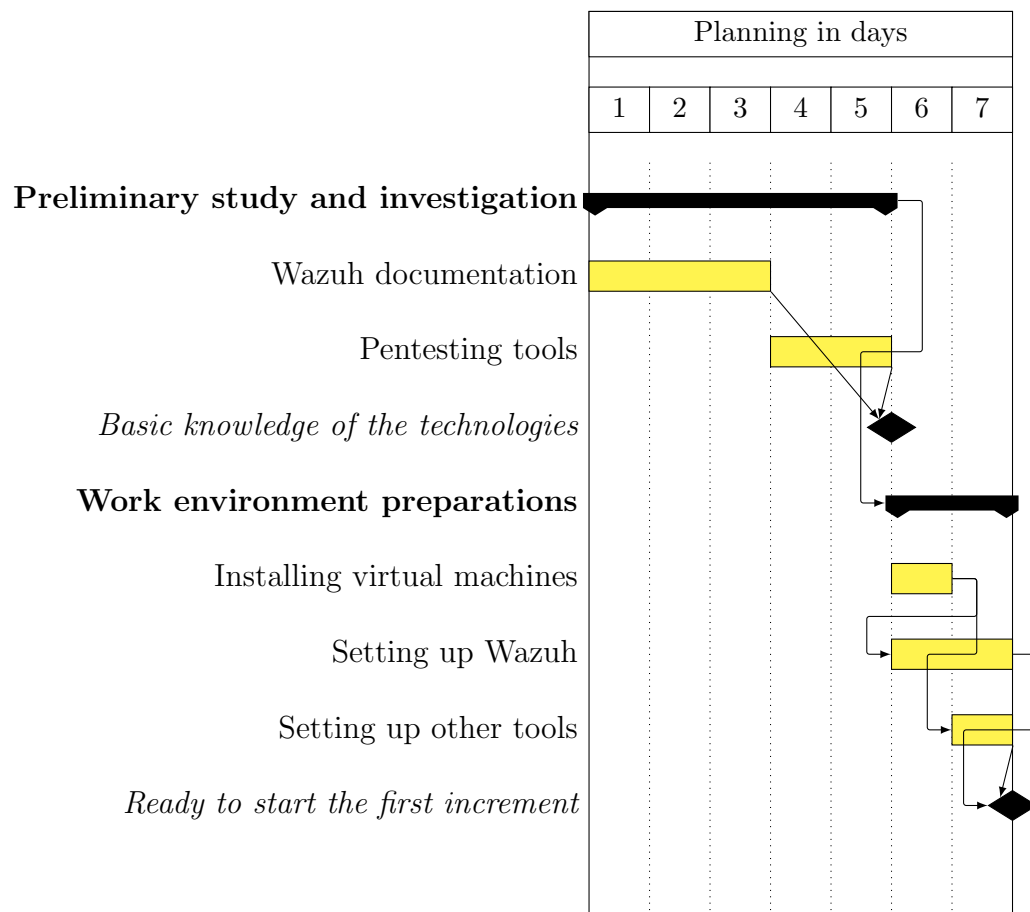 Planning in days
1 2 3 4 5 6 7
Preliminary study and investigation
Wazuh documentation
Pentesting tools
Basic knowledge of the technologies
Work environment preparations
Installing virtual machines
Setting up Wazuh
Setting up other tools
Ready to start the first increment